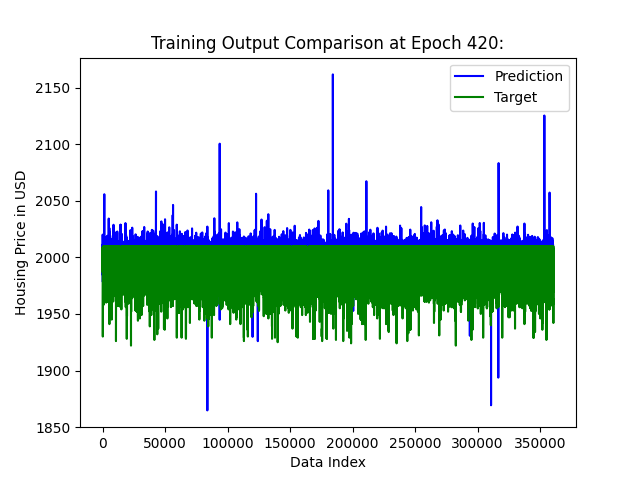 Training Output Comparison at Epoch 420:
Prediction
Target
2150
2100
2050
2000
1950
1900
1850
Housing Price in USD
0 50000 100000 150000 200000 250000 300000 350000
Data Index